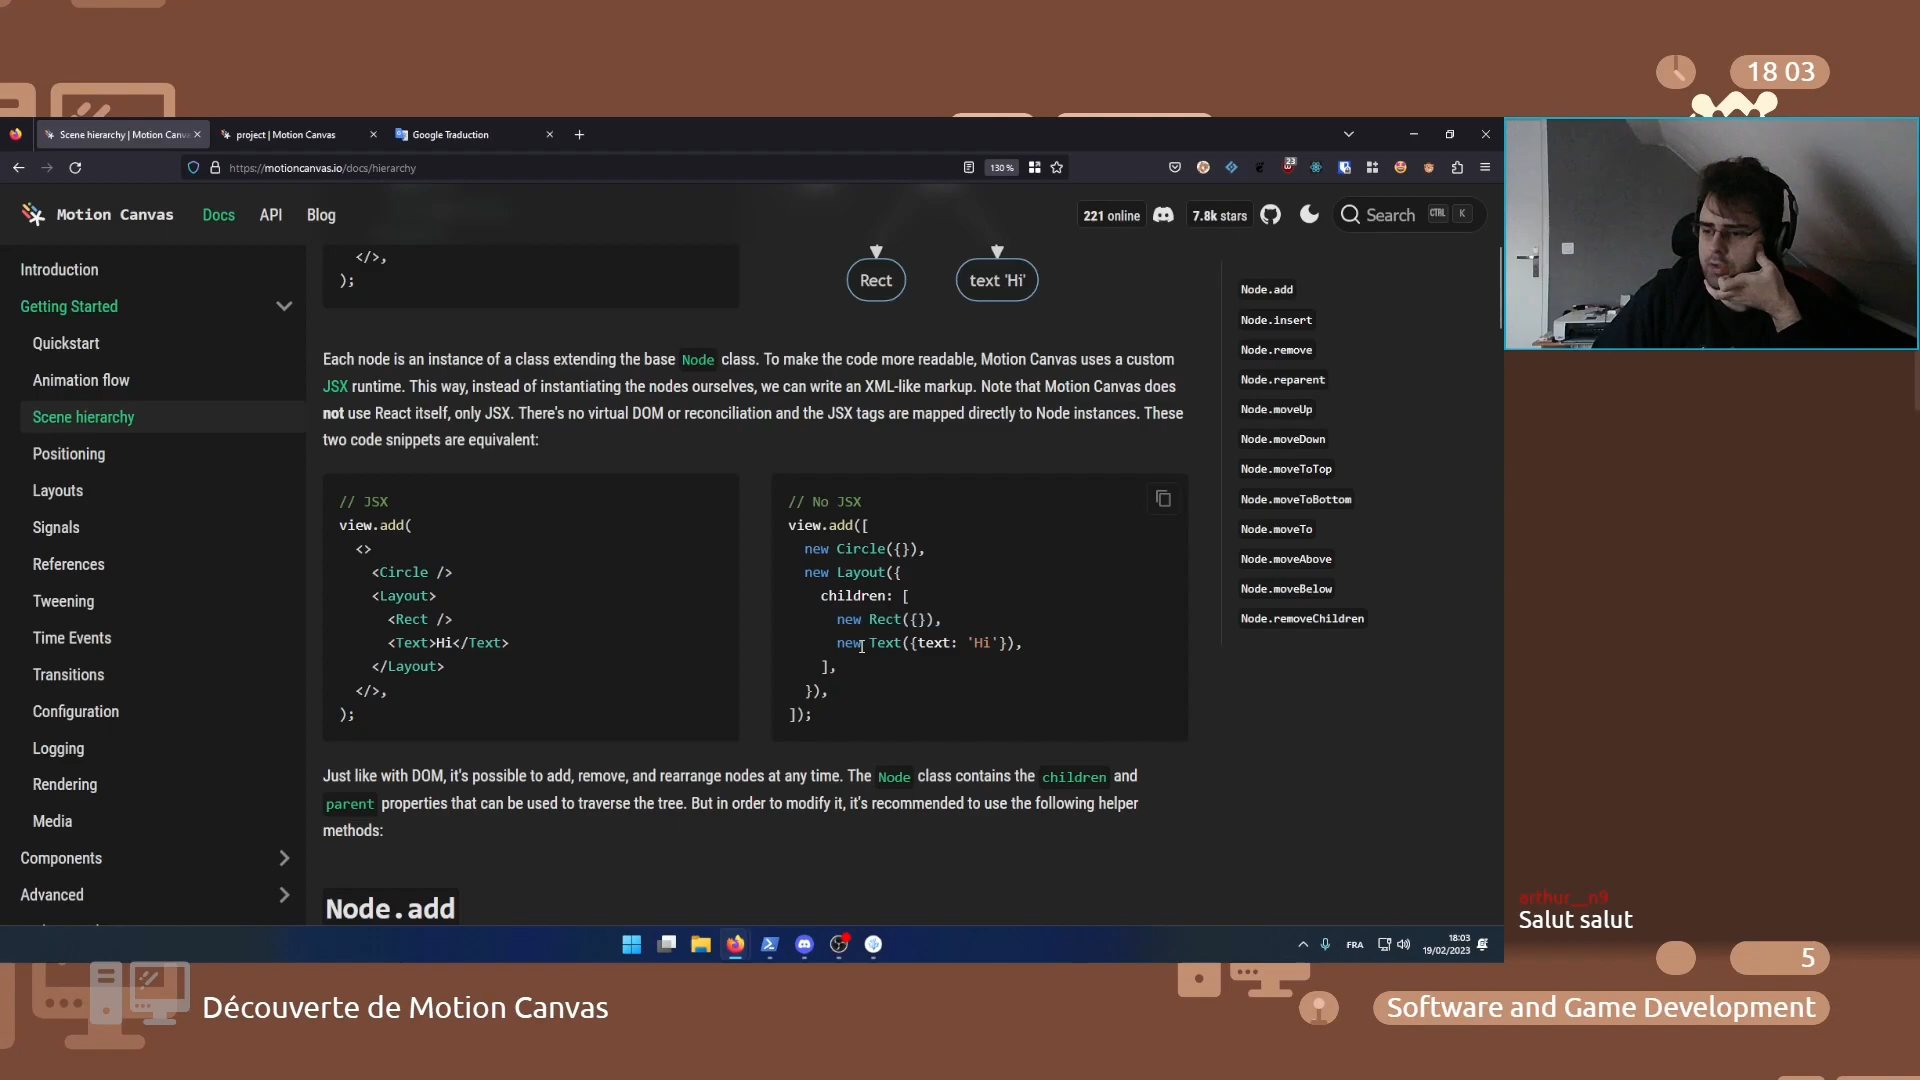 18 03
Scene hierarchy | Motion Canva
project | Motion Canvas
Google Traduction
https://motioncanvas.io/docs/hierarchy
130 %
23
Motion Canvas
Docs
API
Blog
221 online
7.8k stars
Search
CTRL
K
Introduction
Getting Started
Quickstart
Animation flow
Scene hierarchy
Positioning
Layouts
Signals
References
Tweening
Time Events
Transitions
Configuration
Logging
Rendering
Media
Components
Advanced
</>,
);
Rect
text 'Hi'
Each node is an instance of a class extending the base Node class. To make the code more readable, Motion Canvas uses a custom
JSX runtime. This way, instead of instantiating the nodes ourselves, we can write an XML-like markup. Note that Motion Canvas does
not use React itself, only JSX. There's no virtual DOM or reconciliation and the JSX tags are mapped directly to Node instances. These
two code snippets are equivalent:
// JSX
view.add(
<>
<Circle />
<Layout>
<Rect />
<Text>Hi</Text>
</Layout>
</>,
);
// No JSX
view.add([
new Circle({}),
new Layout({
children: [
new Rect({}),
new Text({text: 'Hi'}),
],
}),
]);
Just like with DOM, it's possible to add, remove, and rearrange nodes at any time. The Node class contains the children and
parent properties that can be used to traverse the tree. But in order to modify it, it's recommended to use the following helper
methods:
Node.add
Node.add
Node.insert
Node.remove
Node.reparent
Node.moveUp
Node.moveDown
Node.moveToTop
Node.moveToBottom
Node.moveTo
Node.moveAbove
Node.moveBelow
Node.removeChildren
FRA
18:03
19/02/2023
arthur__n9
Salut salut
5
Découverte de Motion Canvas
Software and Game Development